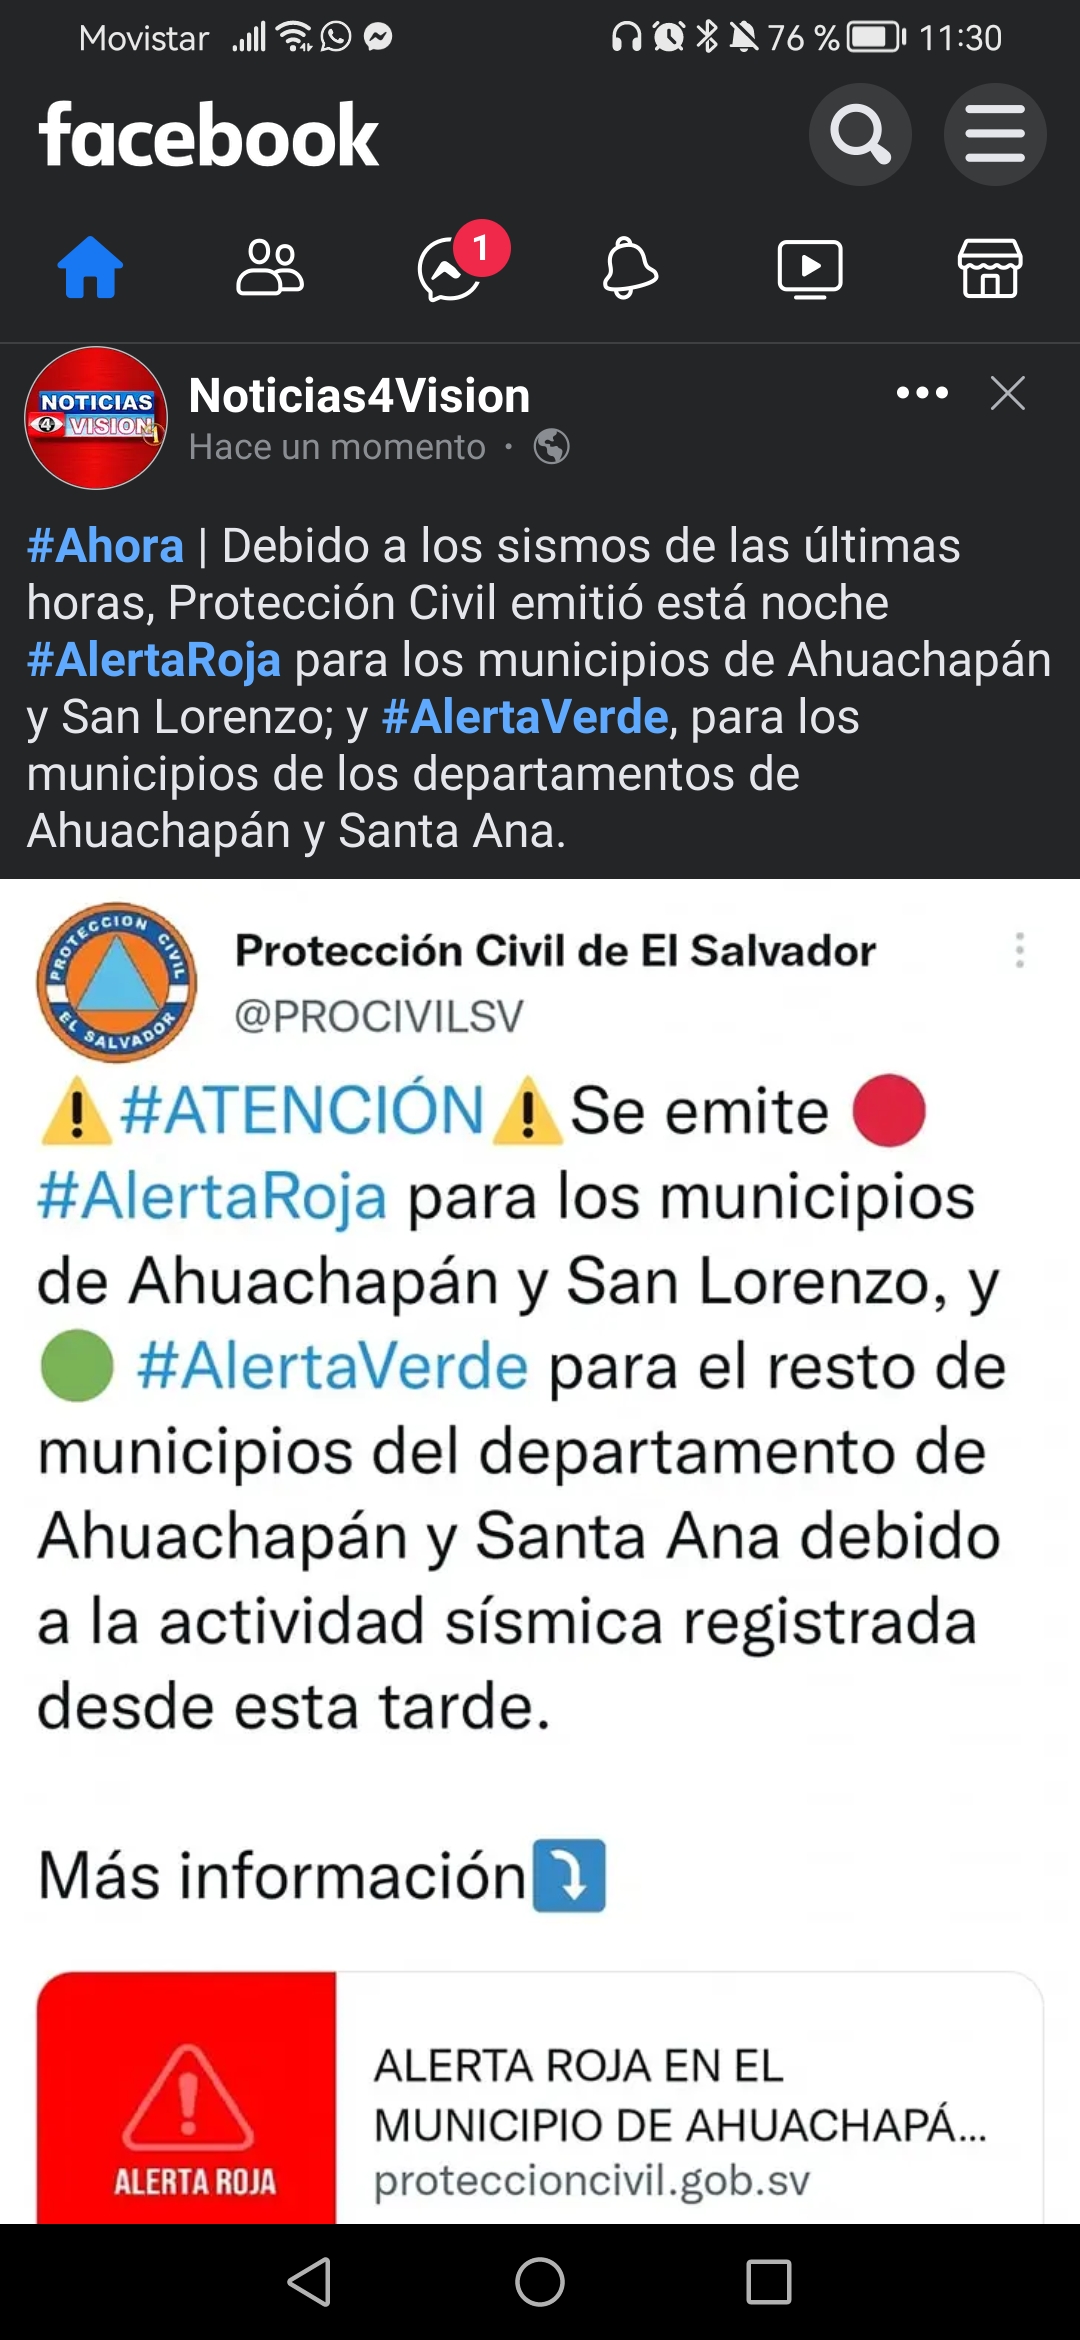 Movistar 76 % 11:30
facebook
1
NOTICIAS
4 VISION
Noticias4Vision
Hace un momento ·
#Ahora | Debido a los sismos de las últimas
horas, Protección Civil emitió está noche
#AlertaRoja para los municipios de Ahuachapán
y San Lorenzo; y #AlertaVerde, para los
municipios de los departamentos de
Ahuachapán y Santa Ana.
PROTECCION CIVIL
EL SALVADOR
Protección Civil de El Salvador
@PROCIVILSV
⚠️#ATENCIÓN⚠️Se emite 🔴
#AlertaRoja para los municipios
de Ahuachapán y San Lorenzo, y
🟢 #AlertaVerde para el resto de
municipios del departamento de
Ahuachapán y Santa Ana debido
a la actividad sísmica registrada
desde esta tarde.
Más información⤵️
ALERTA ROJA
ALERTA ROJA EN EL
MUNICIPIO DE AHUACHAPÁ...
proteccioncivil.gob.sv